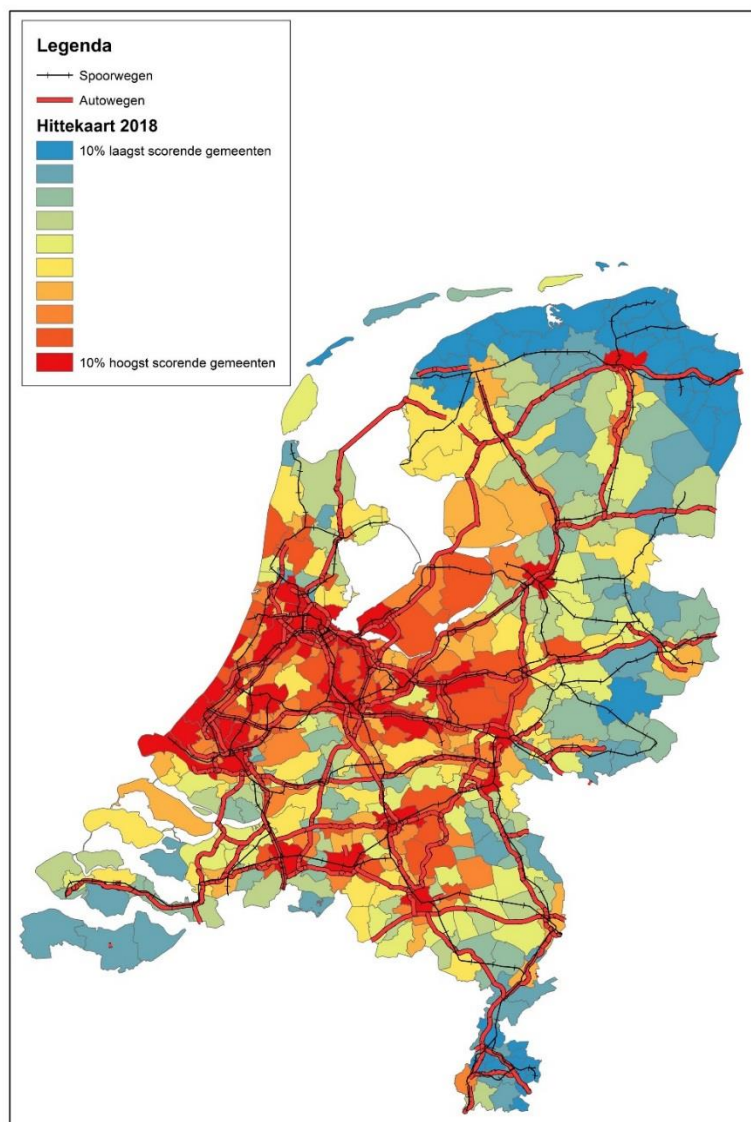 Legenda
Spoorwegen
Autowegen
Hittekaart 2018
10% laagst scorende gemeenten
10% hoogst scorende gemeenten